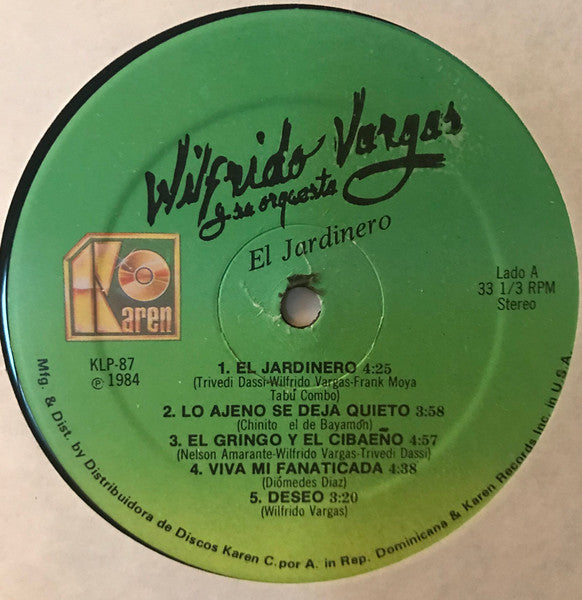 Wilfrido Vargas
y su orquesta
El Jardinero
Karen
KLP-87
℗ 1984
Lado A
33 1/3 RPM
Stereo
1. EL JARDINERO 4:25
(Trivedi Dassi-Wilfrido Vargas-Frank Moya
Tabú Combo)
2. LO AJENO SE DEJA QUIETO 3:58
(Chinito el de Bayamón)
3. EL GRINGO Y EL CIBAEÑO 4:57
(Nelson Amarante-Wilfrido Vargas-Trivedi Dassi)
4. VIVA MI FANATICADA 4:38
(Diómedes Diaz)
5. DESEO 3:20
(Wilfrido Vargas)
Mfg. & Dist. by Distribuidora de Discos Karen C. por A. in Rep. Dominicana & Karen Records Inc. in U.S.A.